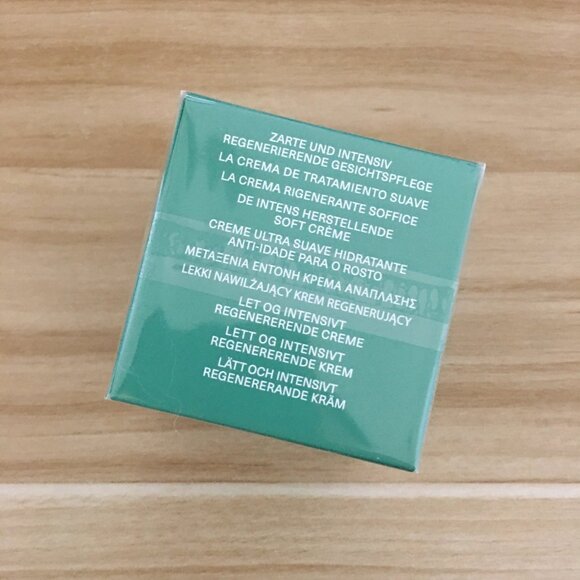 ZARTE UND INTENSIV
REGENERIERENDE GESICHTSPFLEGE
LA CREMA DE TRATAMIENTO SUAVE
LA CREMA RIGENERANTE SOFFICE
DE INTENS HERSTELLENDE
SOFT CRÈME
CREME ULTRA SUAVE HIDRATANTE
ANTI-IDADE PARA O ROSTO
ΜΕΤΑΞΕΝΙΑ ΕΝΤΟΝΗ ΚΡΕΜΑ ΑΝΑΠΛΑΣΗΣ
LEKKI NAWILŻAJĄCY KREM REGENERUJĄCY
LET OG INTENSIVT
REGENERERENDE CREME
LETT OG INTENSIVT
REGENERERENDE KREM
LÄTT OCH INTENSIVT
REGENERERANDE KRÄM